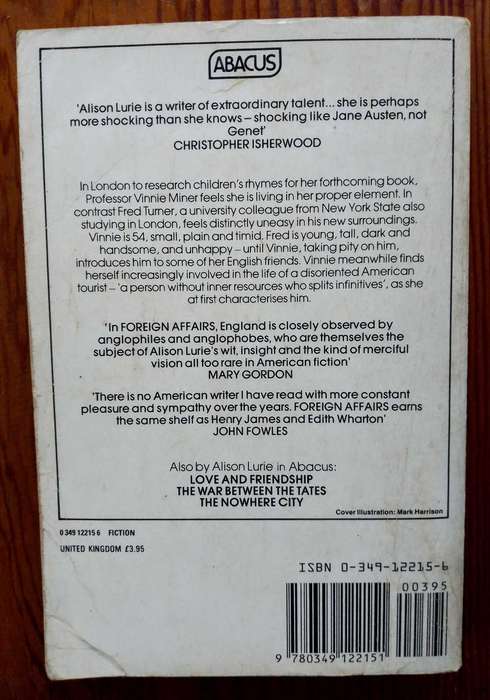 ABACUS
'Alison Lurie is a writer of extraordinary talent... she is perhaps
more shocking than she knows – shocking like Jane Austen, not
Genet'
CHRISTOPHER ISHERWOOD
In London to research children's rhymes for her forthcoming book,
Professor Vinnie Miner feels she is living in her proper element. In
contrast Fred Turner, a university colleague from New York State also
studying in London, feels distinctly uneasy in his new surroundings.
Vinnie is 54, small, plain and timid. Fred is young, tall, dark and
handsome, and unhappy – until Vinnie, taking pity on him,
introduces him to some of her English friends. Vinnie meanwhile finds
herself increasingly involved in the life of a disoriented American
tourist – 'a person without inner resources who splits infinitives', as she
at first characterises him.
'In FOREIGN AFFAIRS, England is closely observed by
anglophiles and anglophobes, who are themselves the
subject of Alison Lurie's wit, insight and the kind of merciful
vision all too rare in American fiction'
MARY GORDON
'There is no American writer I have read with more constant
pleasure and sympathy over the years. FOREIGN AFFAIRS earns
the same shelf as Henry James and Edith Wharton'
JOHN FOWLES
Also by Alison Lurie in Abacus:
LOVE AND FRIENDSHIP
THE WAR BETWEEN THE TATES
THE NOWHERE CITY
Cover Illustration: Mark Harrison
0 349 12215 6 FICTION
UNITED KINGDOM £3.95
ISBN 0-349-12215-6
00395
9 780349 122151